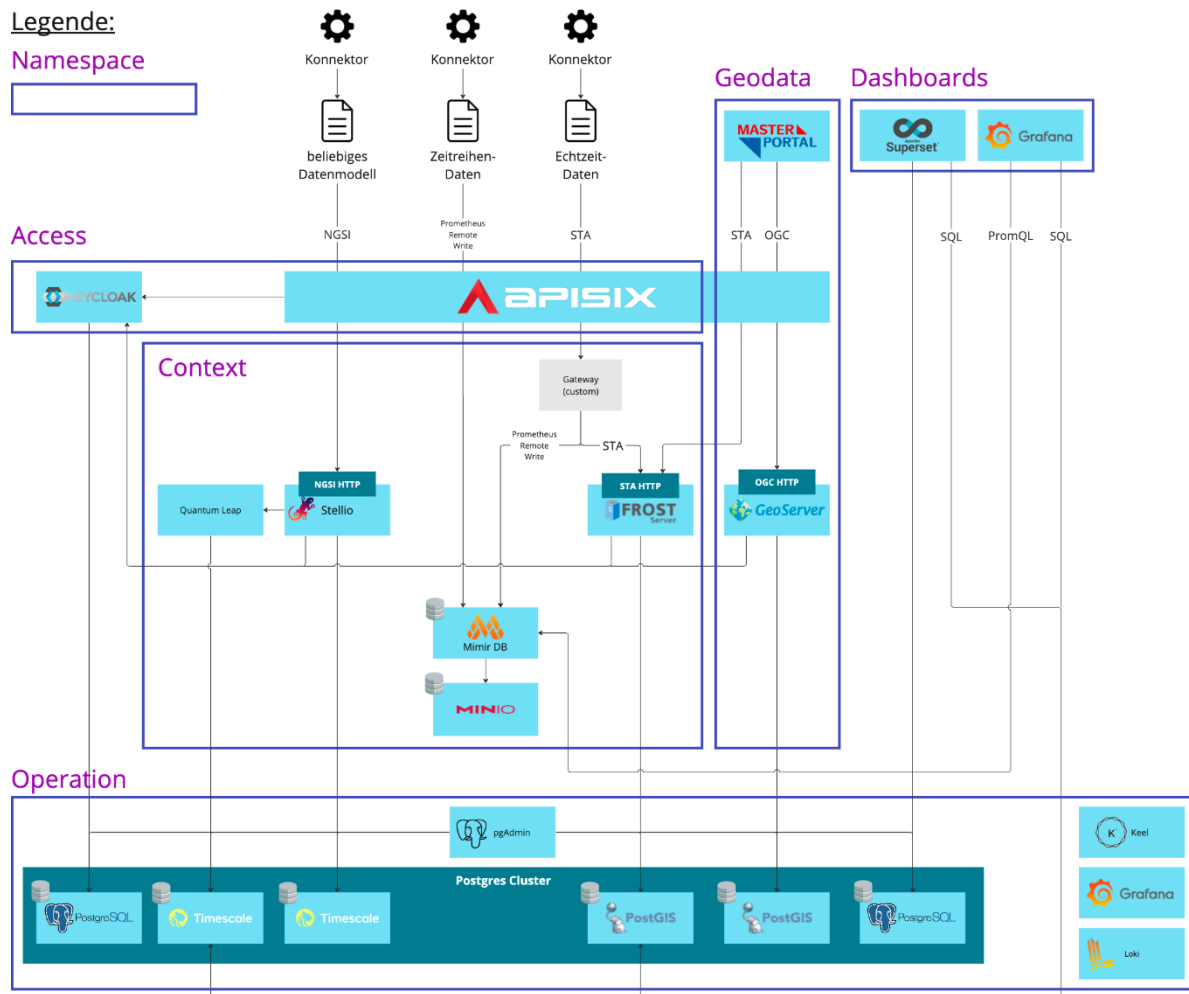 Legende:
Namespace
Konnektor
Konnektor
Konnektor
Geodata
Dashboards
MASTER
PORTAL
Apache
Superset
Grafana
beliebiges
Datenmodell
Zeitreihen-
Daten
Echtzeit-
Daten
Access
NGSI
Prometheus
Remote
Write
STA
STA
OGC
SQL
PromQL
SQL
KEYCLOAK
APISIX
Context
Gateway
(custom)
Prometheus
Remote
Write
STA
NGSI HTTP
STA HTTP
OGC HTTP
Quantum Leap
Stellio
FROST
Server
GeoServer
Mimir DB
MINIO
Operation
pgAdmin
K
Keel
Postgres Cluster
PostgreSQL
Timescale
Timescale
PostGIS
PostGIS
PostgreSQL
Grafana
Loki